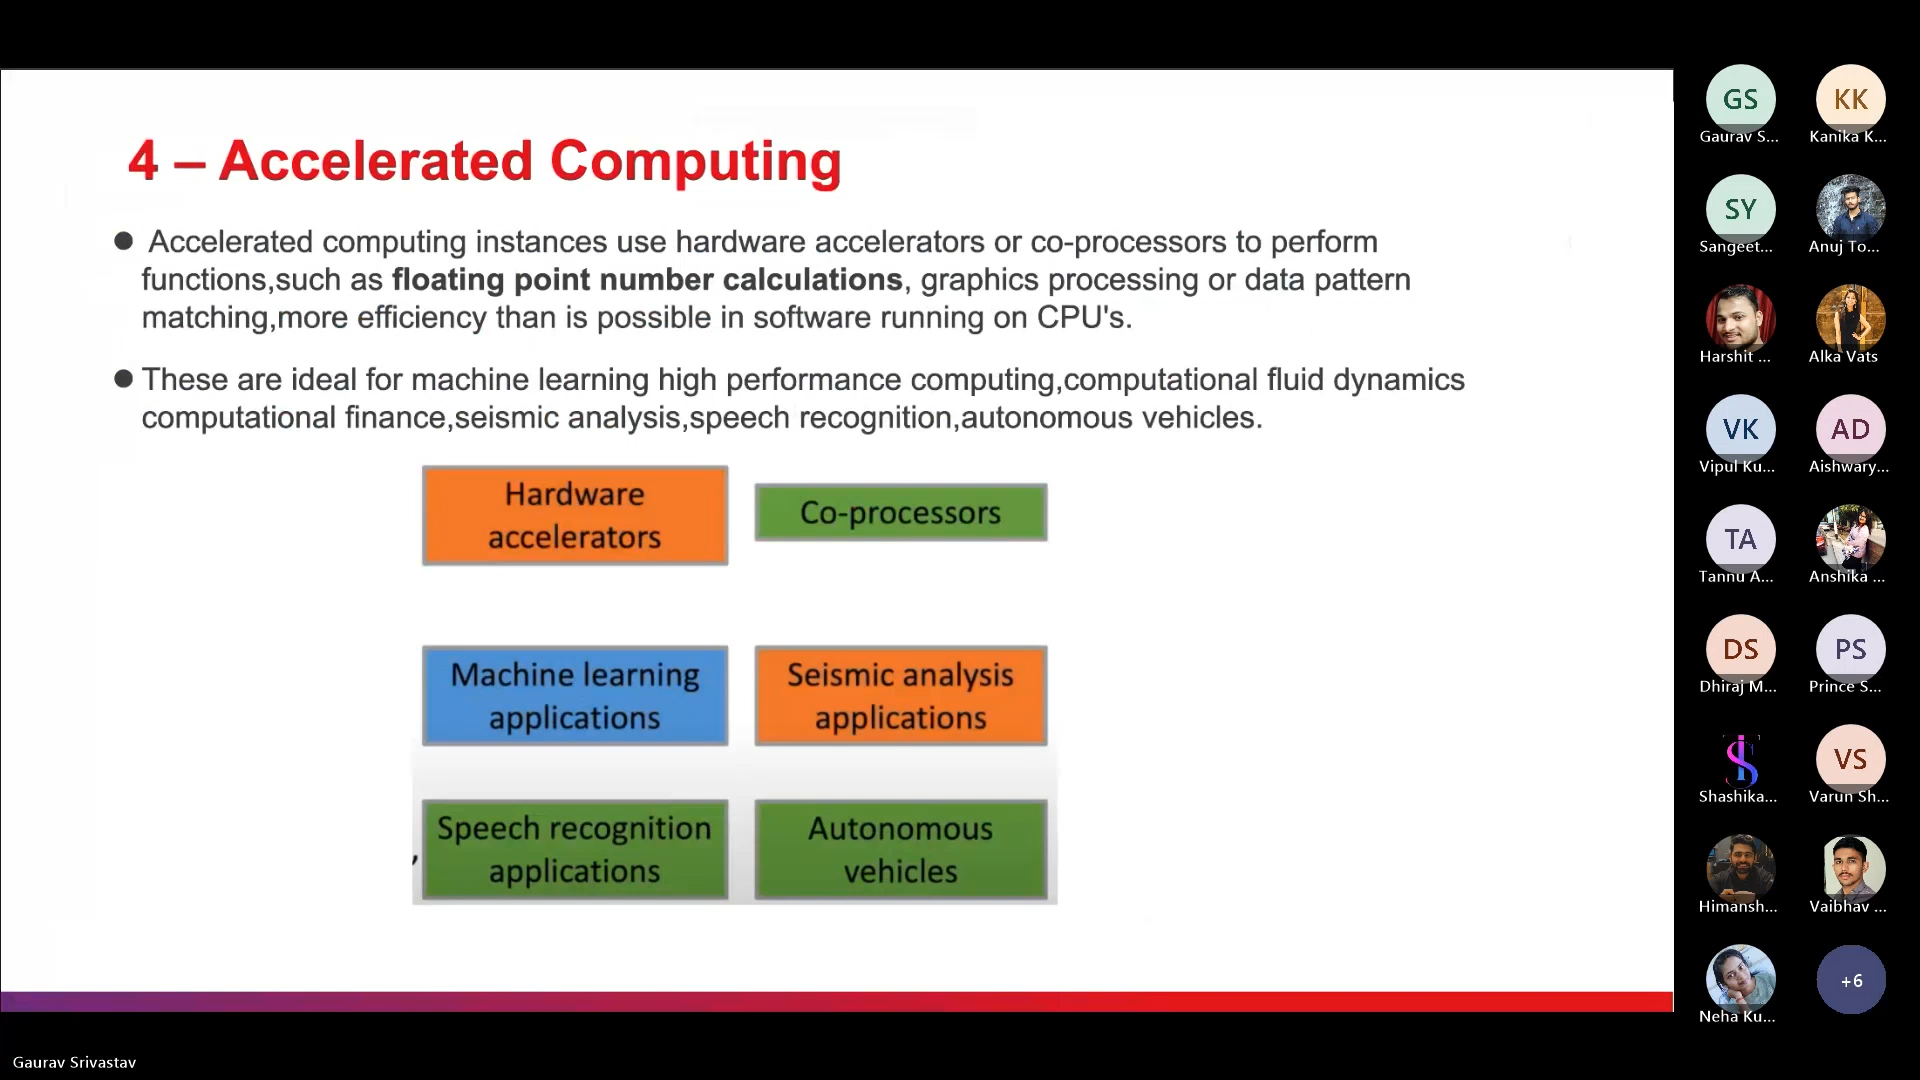 4 – Accelerated Computing
● Accelerated computing instances use hardware accelerators or co-processors to perform
functions,such as floating point number calculations, graphics processing or data pattern
matching,more efficiency than is possible in software running on CPU's.
● These are ideal for machine learning high performance computing,computational fluid dynamics
computational finance,seismic analysis,speech recognition,autonomous vehicles.
Hardware
accelerators
Co-processors
Machine learning
applications
Seismic analysis
applications
Speech recognition
applications
Autonomous
vehicles
,
GS
Gaurav S...
KK
Kanika K...
SY
Sangeet...
Anuj To...
Harshit ...
Alka Vats
VK
Vipul Ku...
AD
Aishwary...
TA
Tannu A...
Anshika ...
DS
Dhiraj M...
PS
Prince S...
Shashika...
VS
Varun Sh...
Himansh...
Vaibhav ...
Neha Ku...
+6
Gaurav Srivastav